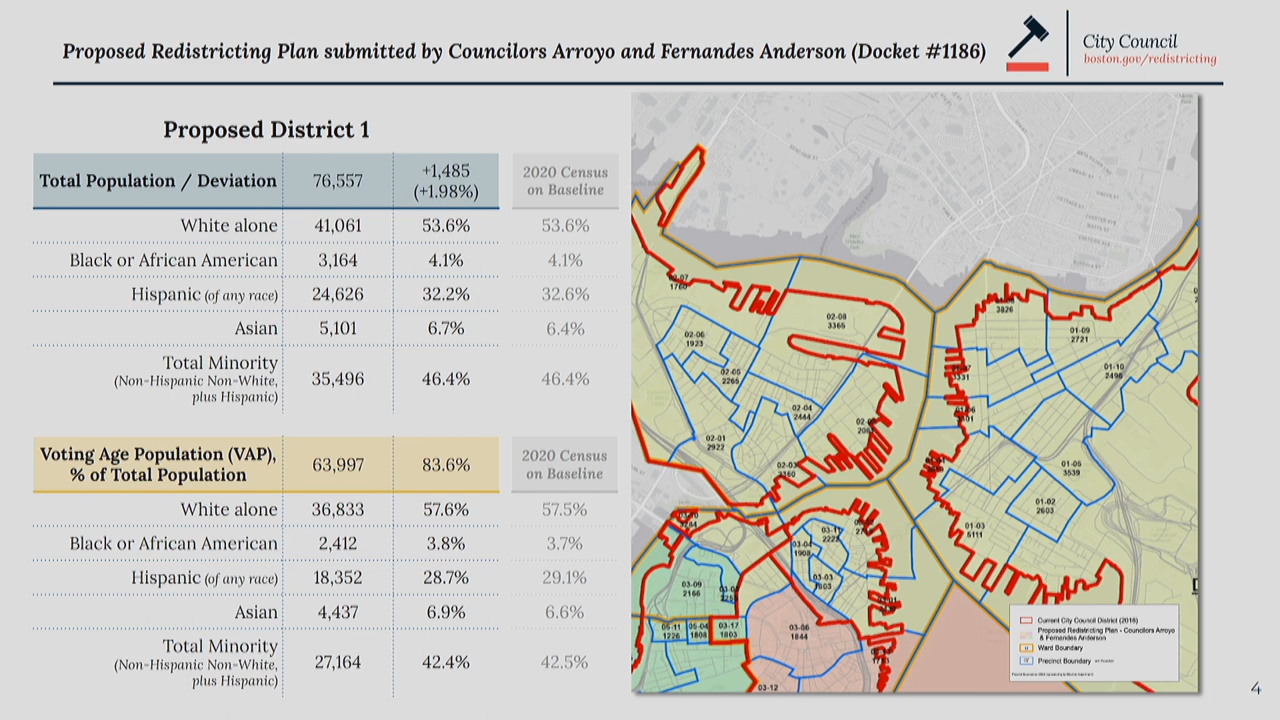 Proposed Redistricting Plan submitted by Councilors Arroyo and Fernandes Anderson (Docket #1186)
City Council
boston.gov/redistricting
Proposed District 1
Total Population / Deviation 76,557 +1,485 (+1.98%) 2020 Census on Baseline
White alone 41,061 53.6% 53.6%
Black or African American 3,164 4.1% 4.1%
Hispanic (of any race) 24,626 32.2% 32.6%
Asian 5,101 6.7% 6.4%
Total Minority
(Non-Hispanic Non-White, plus Hispanic) 35,496 46.4% 46.4%
Voting Age Population (VAP), % of Total Population 63,997 83.6% 2020 Census on Baseline
White alone 36,833 57.6% 57.5%
Black or African American 2,412 3.8% 3.7%
Hispanic (of any race) 18,352 28.7% 29.1%
Asian 4,437 6.9% 6.6%
Total Minority
(Non-Hispanic Non-White, plus Hispanic) 27,164 42.4% 42.5%
02-08
3365
02-06
1923
02-05
2265
02-04
2444
02-01
2922
3826
01-09
2721
01-10
2496
01-05
3539
01-02
2603
01-03
5111
03-11
2223
03-04
1908
03-03
1803
03-09
2166
05-11
1226
05-04
1808
03-17
1803
03-06
1844
03-12
Current City Council District (2016)
Proposed Redistricting Plan - Councilors Arroyo
& Fernandes Anderson
Ward Boundary
Precinct Boundary
4